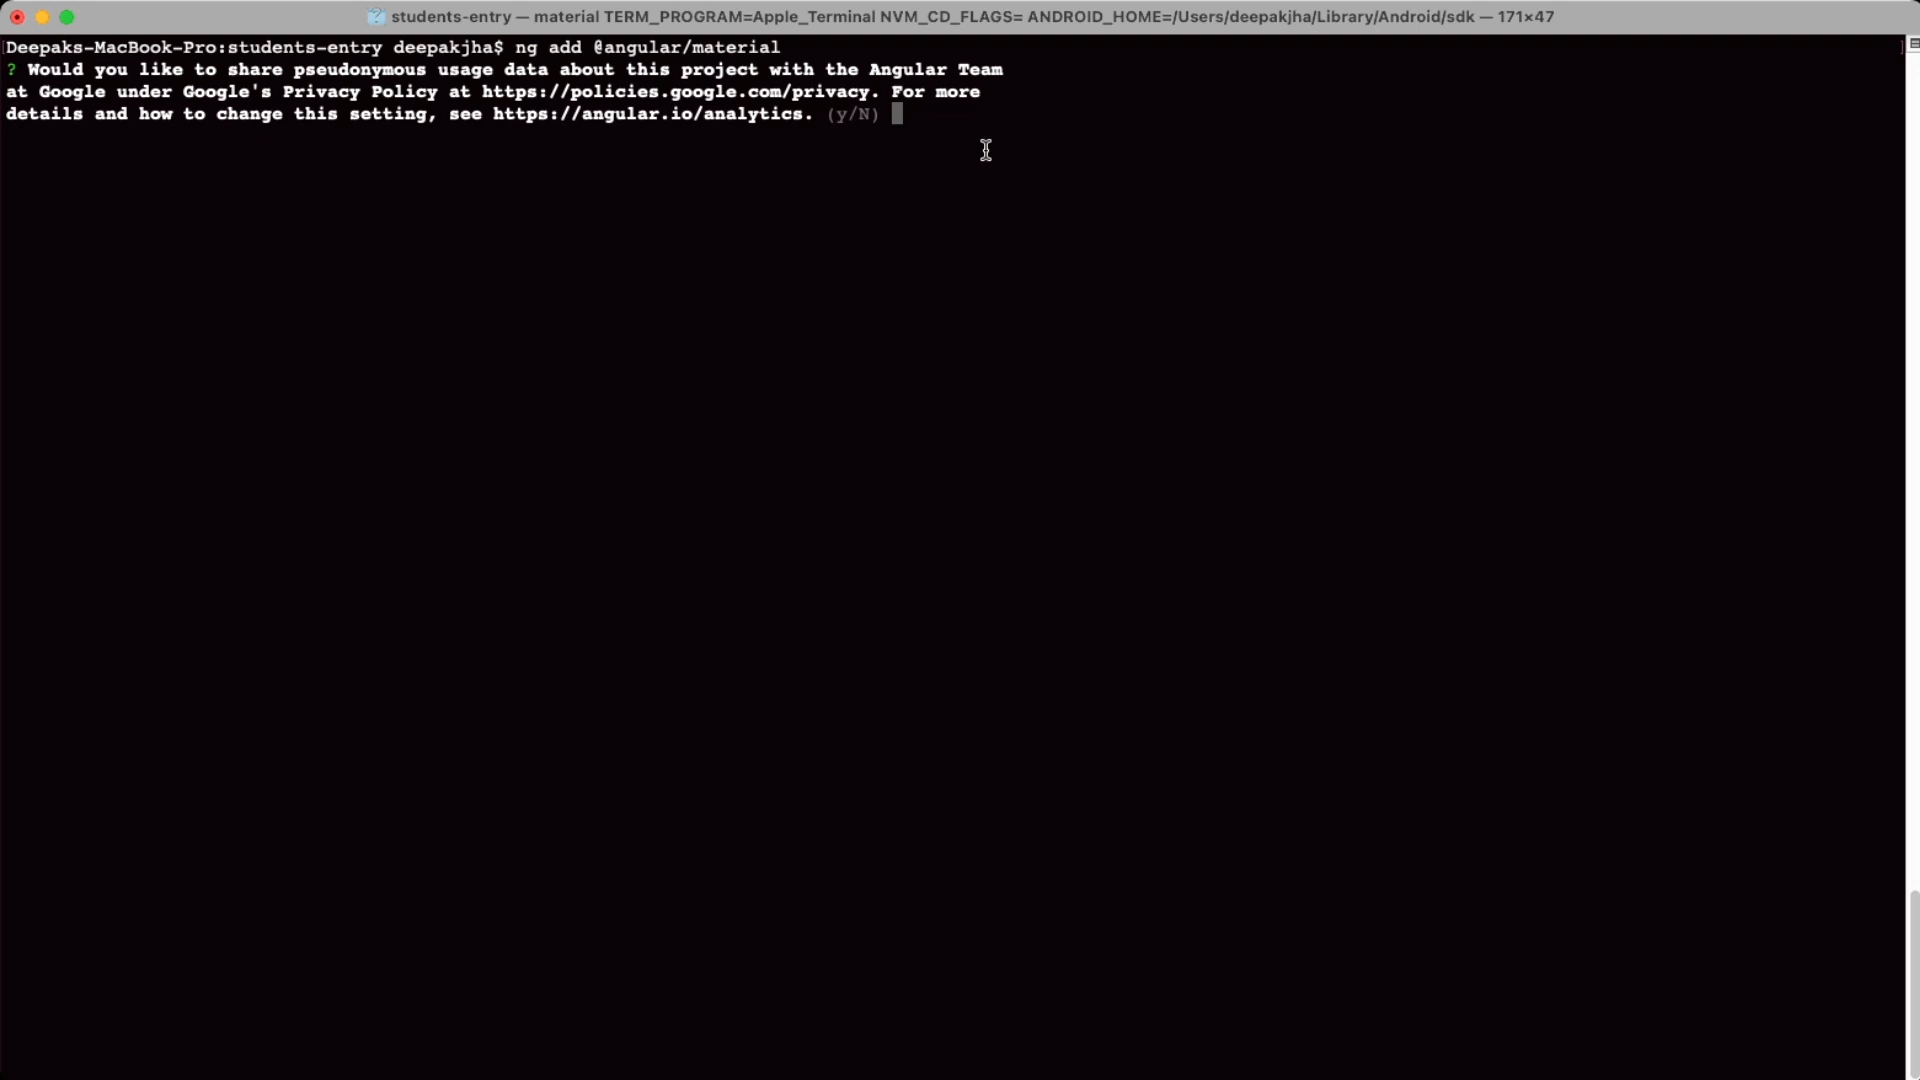 students-entry — material TERM_PROGRAM=Apple_Terminal NVM_CD_FLAGS= ANDROID_HOME=/Users/deepakjha/Library/Android/sdk — 171×47
[Deepaks-MacBook-Pro:students-entry deepakjha$ ng add @angular/material ]
? Would you like to share pseudonymous usage data about this project with the Angular Team
at Google under Google's Privacy Policy at https://policies.google.com/privacy. For more
details and how to change this setting, see https://angular.io/analytics. (y/N)